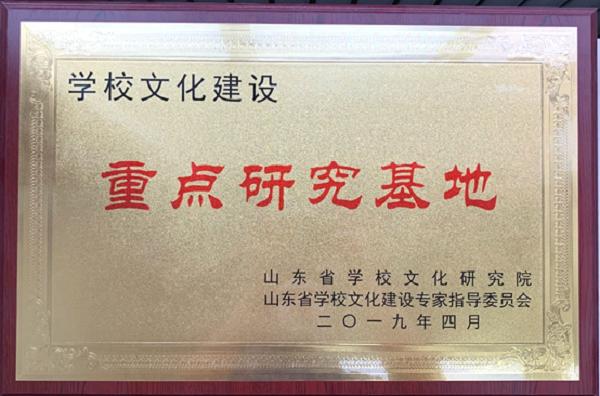 学校文化建设
重点研究基地
山东省学校文化研究院
山东省学校文化建设专家指导委员会
二〇一九年四月